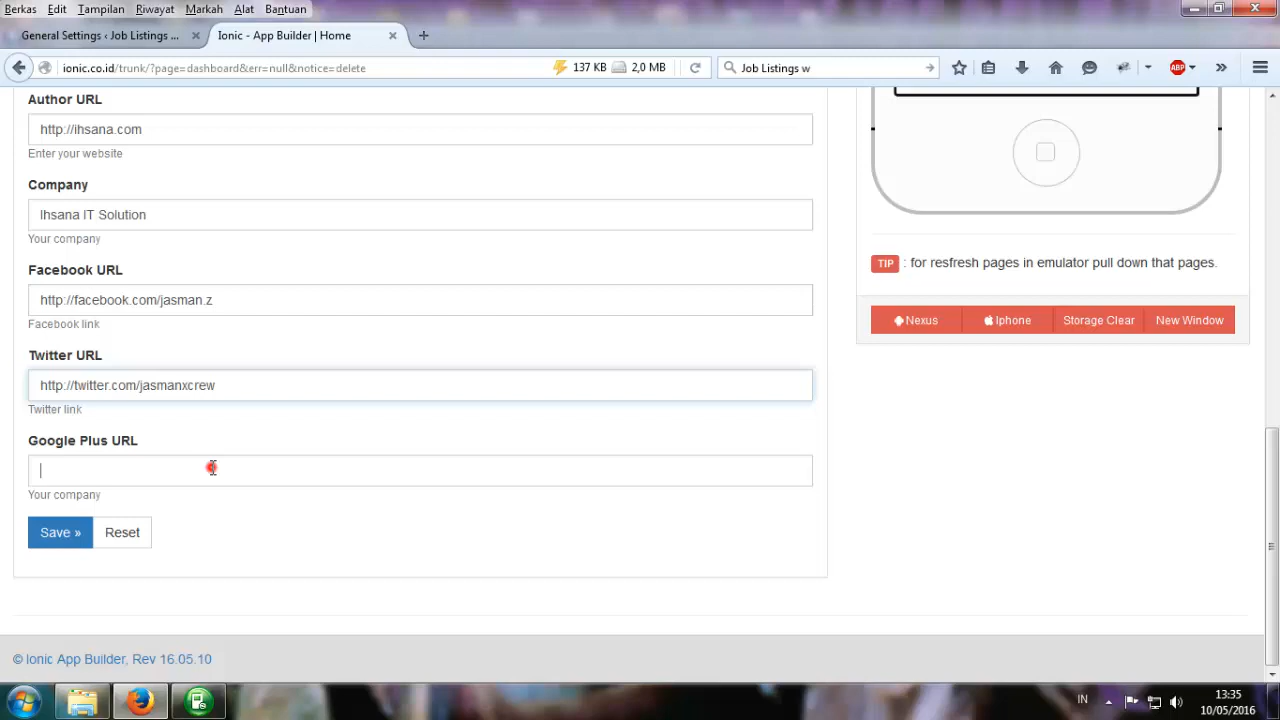 Berkas Edit Tampilan Riwayat Markah Alat Bantuan
General Settings ‹ Job Listings ...
Ionic - App Builder | Home
ionic.co.id/trunk/?page=dashboard&err=null&notice=delete
137 KB
2,0 MB
Job Listings w
ABP
Author URL
http://ihsana.com
Enter your website
Company
Ihsana IT Solution
Your company
Facebook URL
http://facebook.com/jasman.z
Facebook link
Twitter URL
http://twitter.com/jasmanxcrew
Twitter link
Google Plus URL
Your company
Save »
Reset
TIP : for resfresh pages in emulator pull down that pages.
Nexus
Iphone
Storage Clear
New Window
© Ionic App Builder, Rev 16.05.10
IN
13:35
10/05/2016